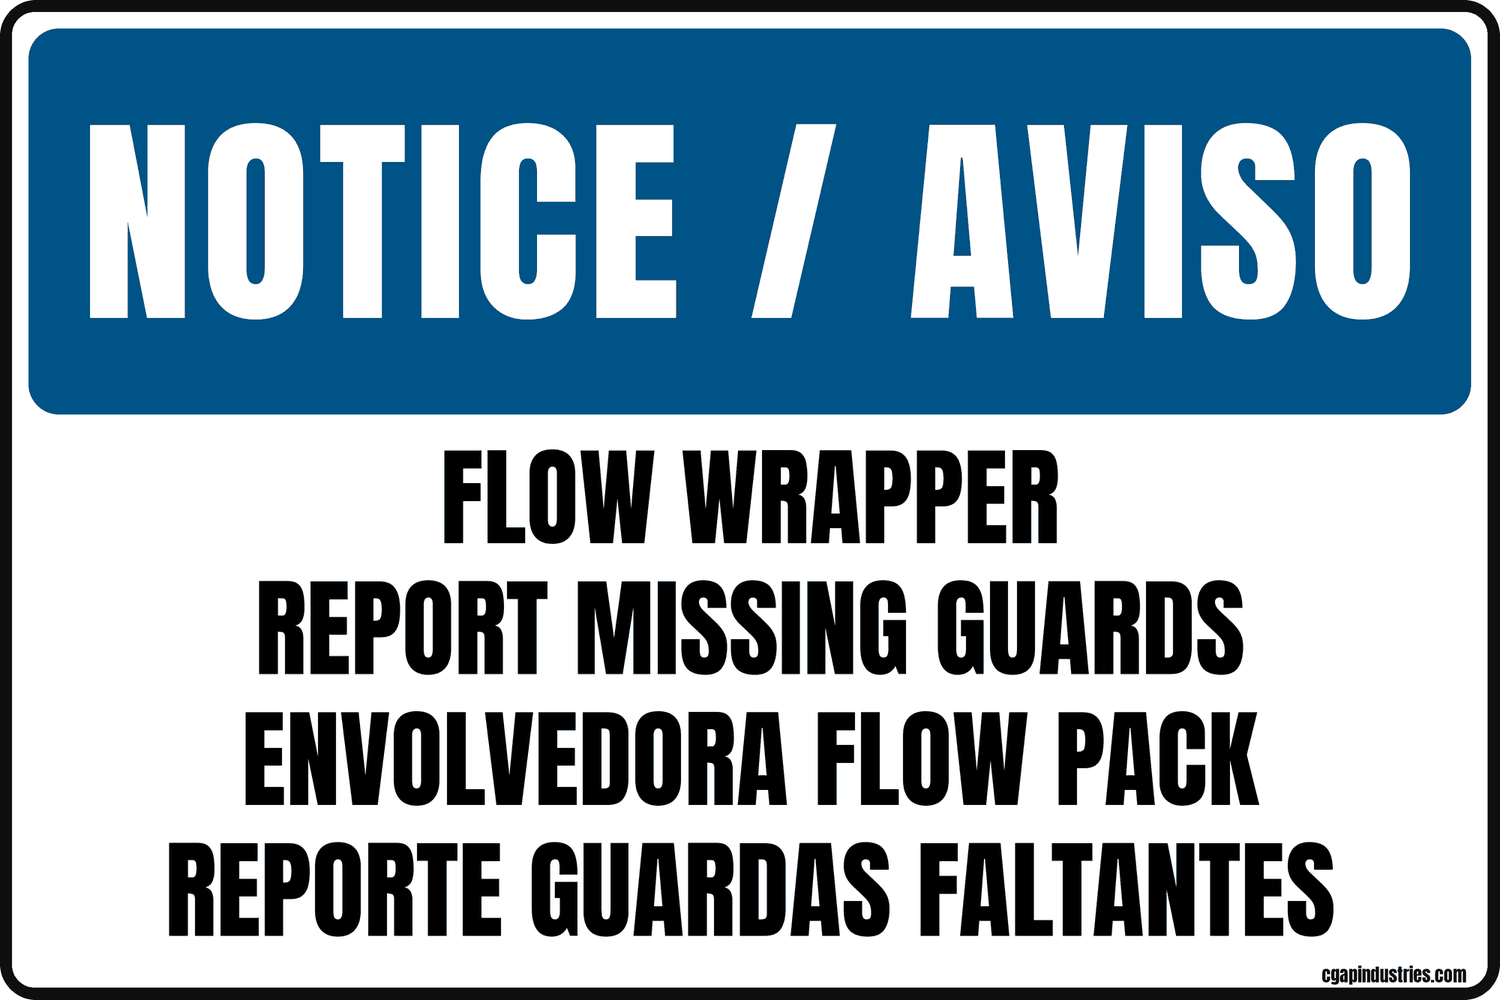 NOTICE / AVISO
FLOW WRAPPER
REPORT MISSING GUARDS
ENVOLVEDORA FLOW PACK
REPORTE GUARDAS FALTANTES
cgapindustries.com